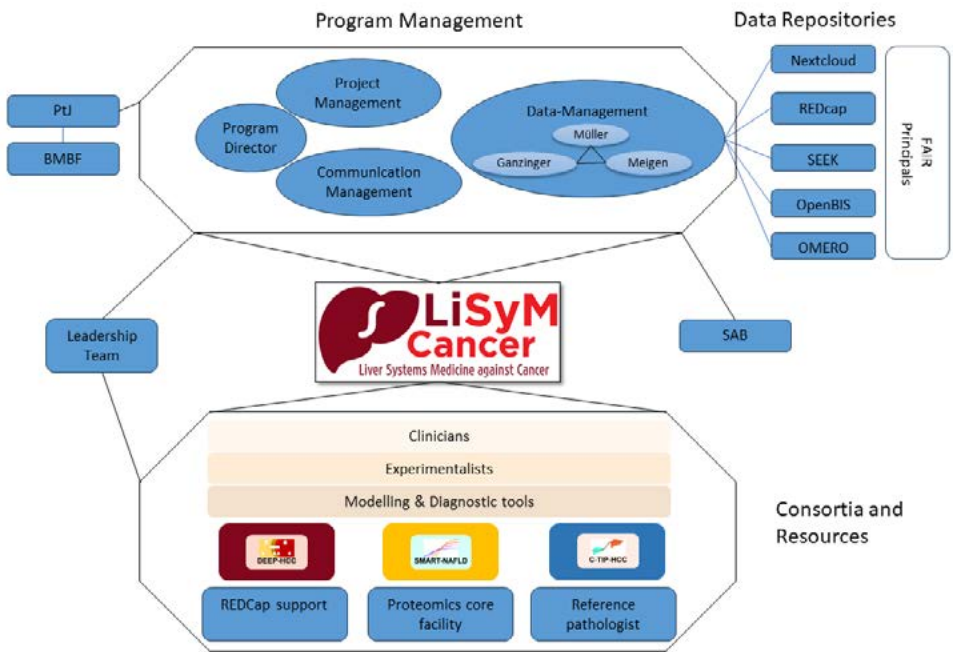 Program Management
Data Repositories
PtJ
BMBF
Project
Management
Program
Director
Communication
Management
Data-Management
Müller
Ganzinger
Meigen
Nextcloud
REDcap
SEEK
OpenBIS
OMERO
FAIR
Principals
Leadership
Team
LiSyM
Cancer
Liver Systems Medicine against Cancer
SAB
Clinicians
Experimentalists
Modelling & Diagnostic tools
DEEP-HCC
SMART-NAFLD
C-TIP-HCC
REDCap support
Proteomics core
facility
Reference
pathologist
Consortia and
Resources